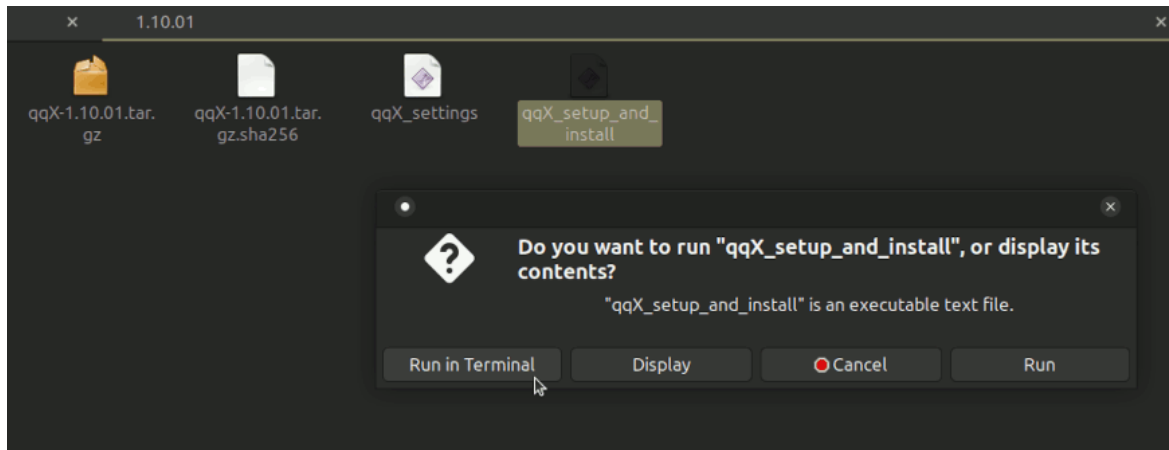 1.10.01
qqX-1.10.01.tar.
gz
qqX-1.10.01.tar.
gz.sha256
qqX_settings
qqX_setup_and_
install
Do you want to run "qqX_setup_and_install", or display its
contents?
"qqX_setup_and_install" is an executable text file.
Run in Terminal
Display
Cancel
Run